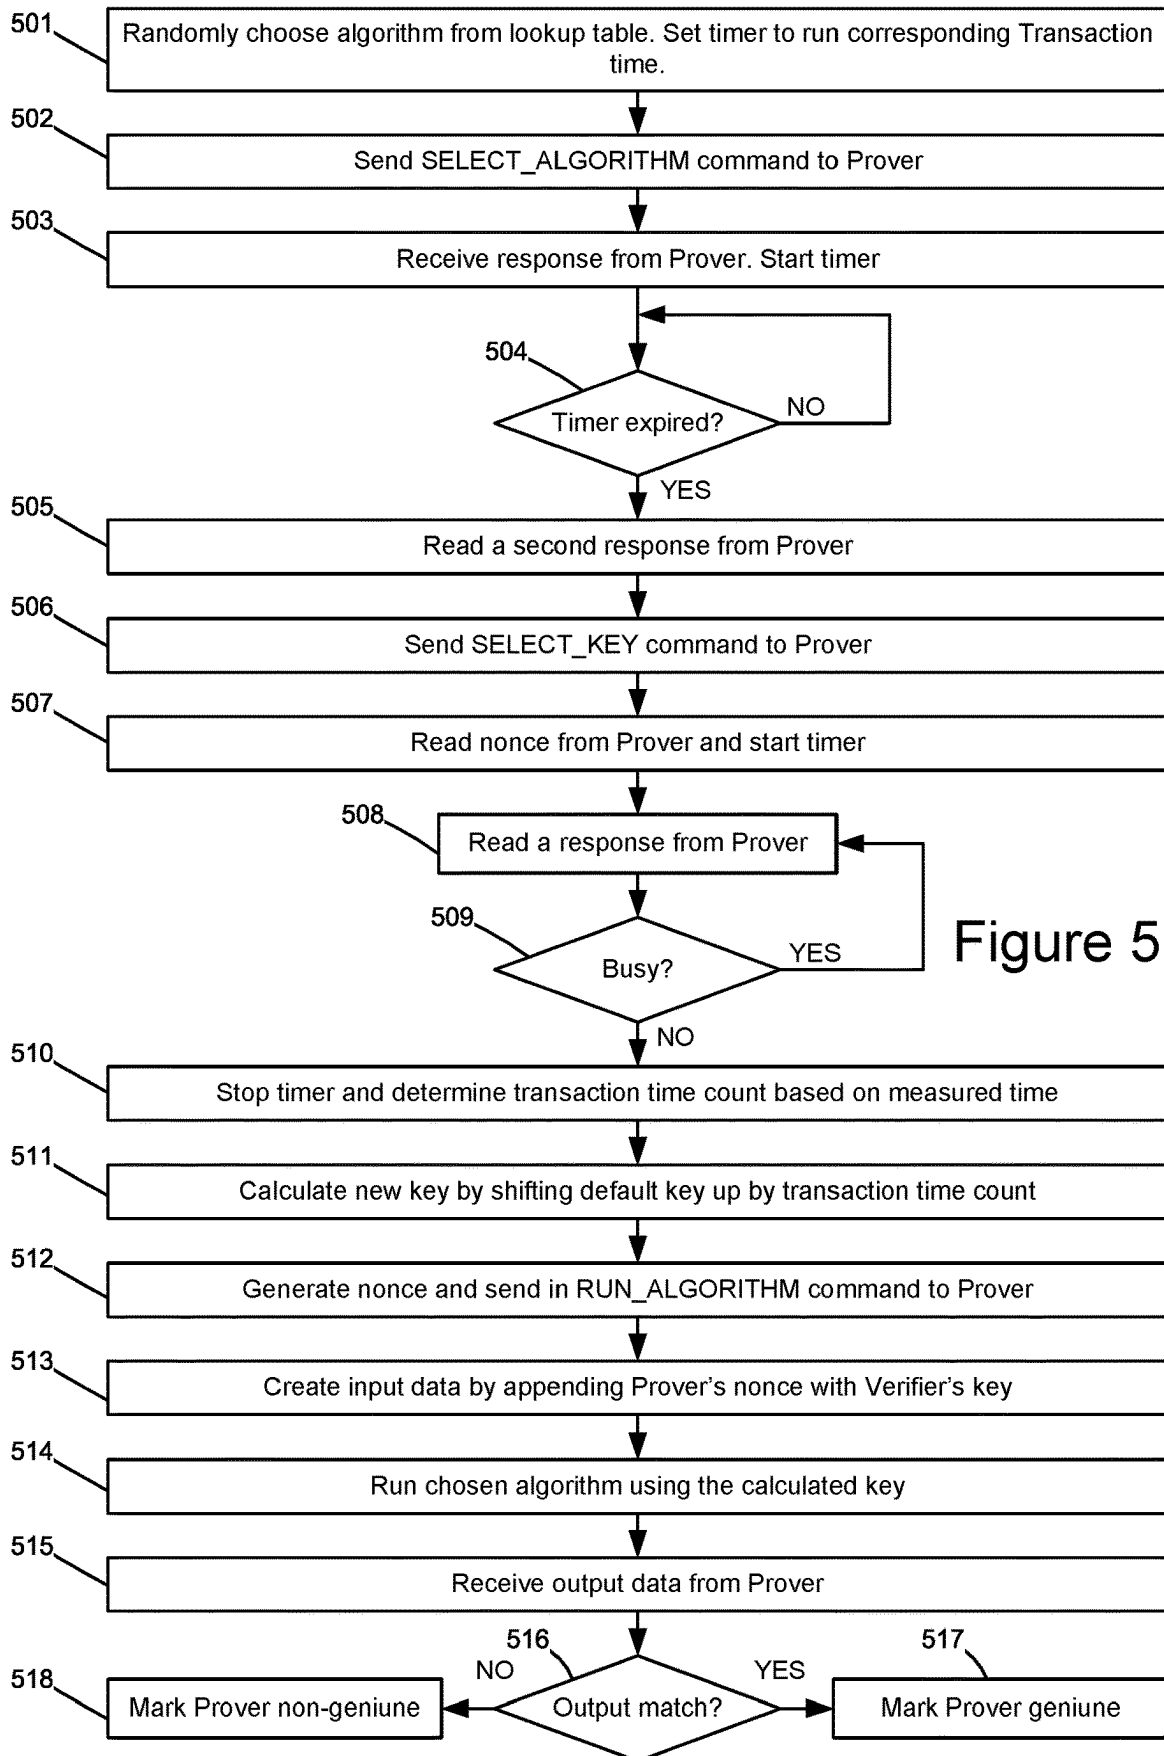 501
Randomly choose algorithm from lookup table. Set timer to run corresponding Transaction
time.
502
Send SELECT_ALGORITHM command to Prover
503
Receive response from Prover. Start timer
504
Timer expired?
NO
YES
505
Read a second response from Prover
506
Send SELECT_KEY command to Prover
507
Read nonce from Prover and start timer
508
Read a response from Prover
509
Busy?
YES
Figure 5
NO
510
Stop timer and determine transaction time count based on measured time
511
Calculate new key by shifting default key up by transaction time count
512
Generate nonce and send in RUN_ALGORITHM command to Prover
513
Create input data by appending Prover's nonce with Verifier's key
514
Run chosen algorithm using the calculated key
515
Receive output data from Prover
516
517
518
NO
YES
Mark Prover non-geniune
Output match?
Mark Prover geniune